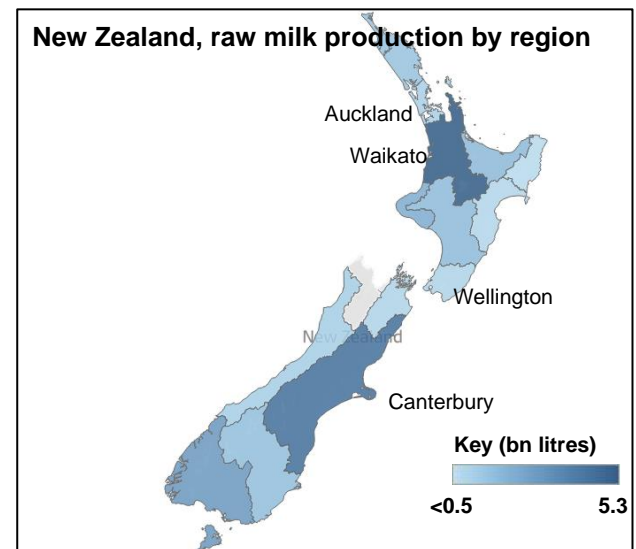 New Zealand, raw milk production by region
Auckland
Waikato
Wellington
New Zealand
Canterbury
Key (bn litres)
<0.5 5.3